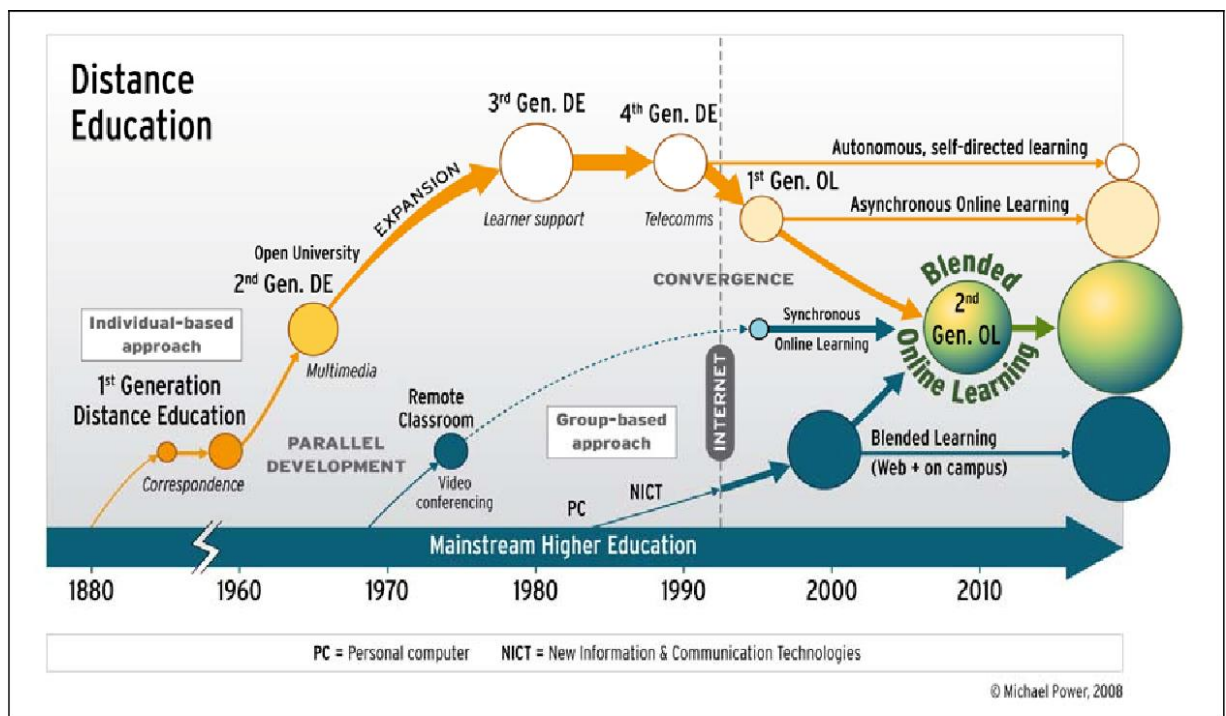 Distance
Education
3rd Gen. DE
4th Gen. DE
Autonomous, self-directed learning
1st Gen. OL
EXPANSION
Learner support
Telecomms
Asynchronous Online Learning
Open University
2nd Gen. DE
CONVERGENCE
Blended
2nd
Gen. OL
Online Learning
Individual-based
approach
Synchronous
Online Learning
Multimedia
1st Generation
Distance Education
Remote
Classroom
Group-based
approach
INTERNET
PARALLEL
DEVELOPMENT
Blended Learning
(Web + on campus)
Correspondence
Video
conferencing
NICT
PC
Mainstream Higher Education
1880 1960 1970 1980 1990 2000 2010
PC = Personal computer NICT = New Information & Communication Technologies
© Michael Power, 2008